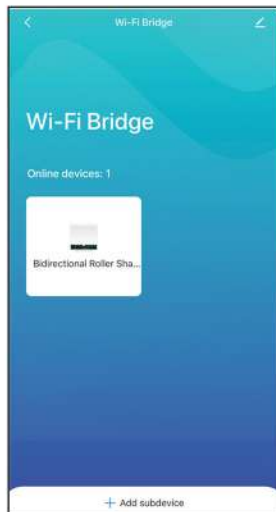 Wi-Fi Bridge
Wi-Fi Bridge
Online devices: 1
Bidirectional Roller Sha...
+ Add subdevice